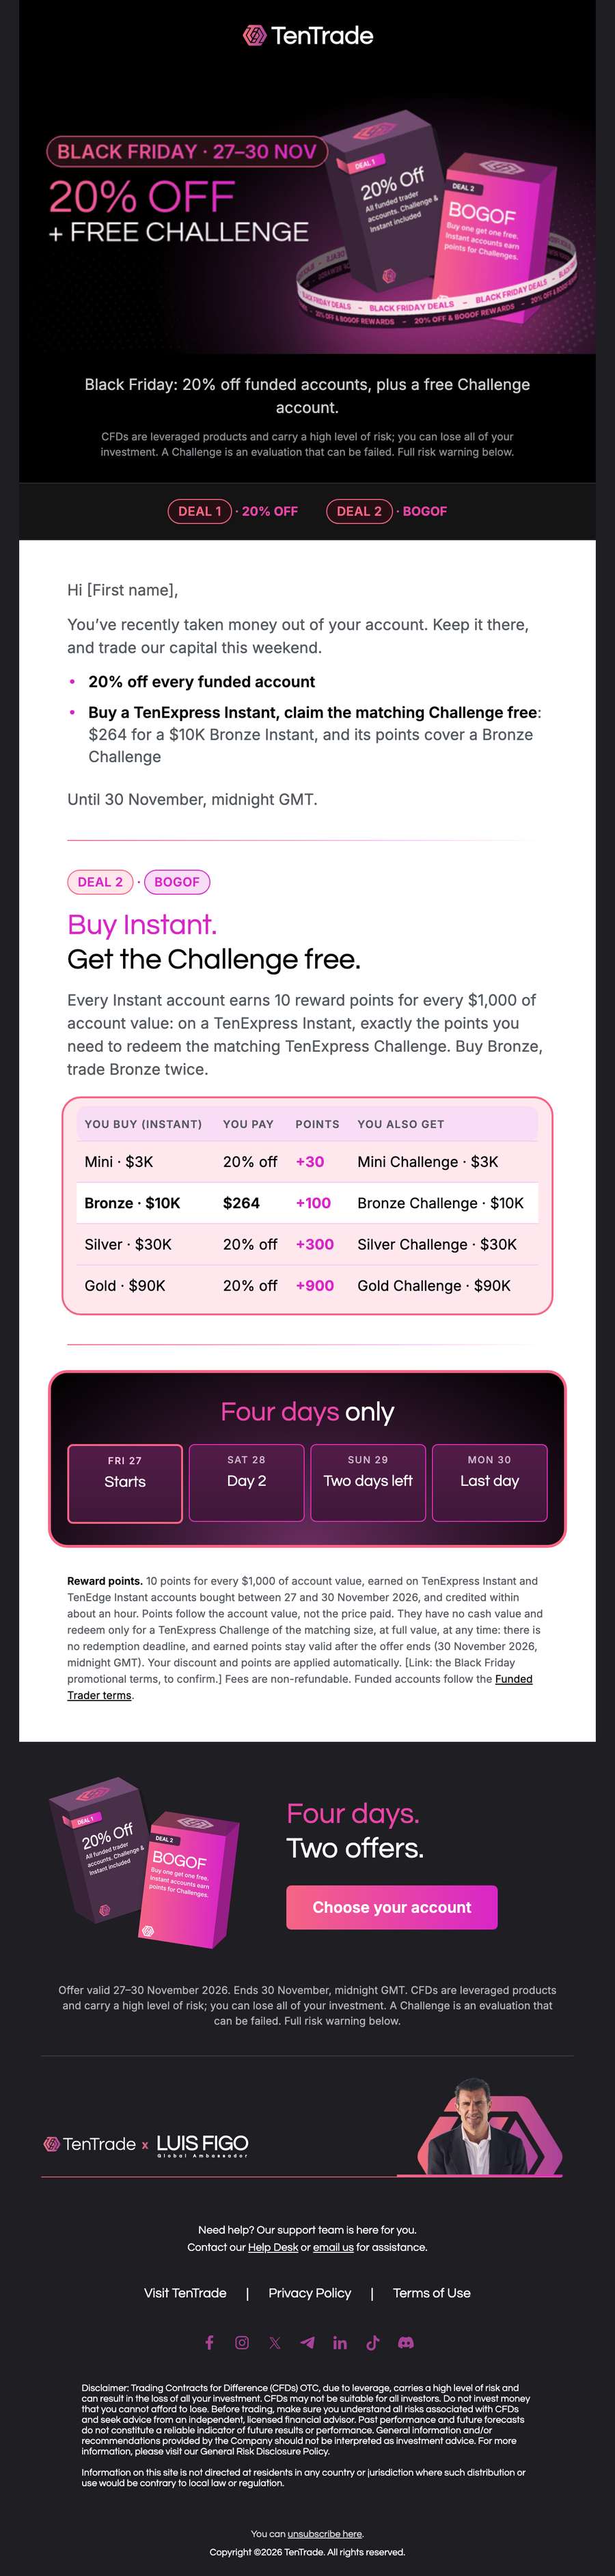 TenTrade
BLACK FRIDAY · 27–30 NOV
20% OFF
+ FREE CHALLENGE
DEAL 1
20% Off
All funded trader
accounts. Challenge &
Instant included
DEAL 2
BOGOF
Buy one get one free.
Instant accounts earn
points for Challenges.
BLACK FRIDAY DEALS – BLACK FRIDAY DEALS – BLACK FRIDAY DEALS
20% OFF & BOGOF REWARDS – 20% OFF & BOGOF REWARDS
Black Friday: 20% off funded accounts, plus a free Challenge
account.
CFDs are leveraged products and carry a high level of risk; you can lose all of your
investment. A Challenge is an evaluation that can be failed. Full risk warning below.
DEAL 1 · 20% OFF DEAL 2 · BOGOF
Hi [First name],
You’ve recently taken money out of your account. Keep it there,
and trade our capital this weekend.
• 20% off every funded account
• Buy a TenExpress Instant, claim the matching Challenge free:
$264 for a $10K Bronze Instant, and its points cover a Bronze
Challenge
Until 30 November, midnight GMT.
DEAL 2 · BOGOF
Buy Instant.
Get the Challenge free.
Every Instant account earns 10 reward points for every $1,000 of
account value: on a TenExpress Instant, exactly the points you
need to redeem the matching TenExpress Challenge. Buy Bronze,
trade Bronze twice.
YOU BUY (INSTANT) YOU PAY POINTS YOU ALSO GET
Mini · $3K 20% off +30 Mini Challenge · $3K
Bronze · $10K $264 +100 Bronze Challenge · $10K
Silver · $30K 20% off +300 Silver Challenge · $30K
Gold · $90K 20% off +900 Gold Challenge · $90K
Four days only
FRI 27 SAT 28 SUN 29 MON 30
Starts Day 2 Two days left Last day
Reward points. 10 points for every $1,000 of account value, earned on TenExpress Instant and
TenEdge Instant accounts bought between 27 and 30 November 2026, and credited within
about an hour. Points follow the account value, not the price paid. They have no cash value and
redeem only for a TenExpress Challenge of the matching size, at full value, at any time: there is
no redemption deadline, and earned points stay valid after the offer ends (30 November 2026,
midnight GMT). Your discount and points are applied automatically. [Link: the Black Friday
promotional terms, to confirm.] Fees are non-refundable. Funded accounts follow the Funded
Trader terms.
DEAL 1
20% Off
All funded trader
accounts. Challenge &
Instant included
DEAL 2
BOGOF
Buy one get one free.
Instant accounts earn
points for Challenges.
Four days.
Two offers.
Choose your account
Offer valid 27–30 November 2026. Ends 30 November, midnight GMT. CFDs are leveraged products
and carry a high level of risk; you can lose all of your investment. A Challenge is an evaluation that
can be failed. Full risk warning below.
TenTrade x LUIS FIGO
Global Ambassador
Need help? Our support team is here for you.
Contact our Help Desk or email us for assistance.
Visit TenTrade | Privacy Policy | Terms of Use
Disclaimer: Trading Contracts for Difference (CFDs) OTC, due to leverage, carries a high level of risk and
can result in the loss of all your investment. CFDs may not be suitable for all investors. Do not invest money
that you cannot afford to lose. Before trading, make sure you understand all risks associated with CFDs
and seek advice from an independent, licensed financial advisor. Past performance and future forecasts
do not constitute a reliable indicator of future results or performance. General information and/or
recommendations provided by the Company should not be interpreted as investment advice. For more
information, please visit our General Risk Disclosure Policy.
Information on this site is not directed at residents in any country or jurisdiction where such distribution or
use would be contrary to local law or regulation.
You can unsubscribe here.
Copyright ©2026 TenTrade. All rights reserved.